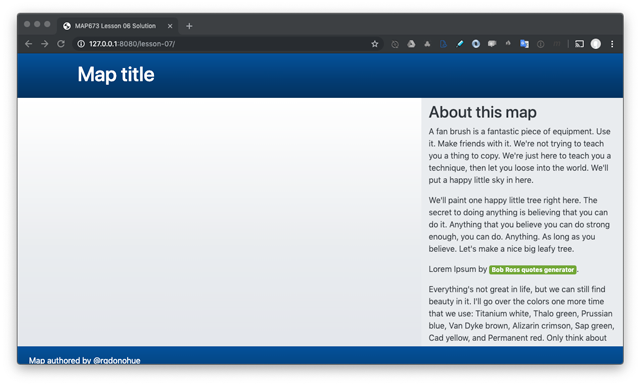 MAP673 Lesson 06 Solution
127.0.0.1:8080/lesson-07/
Map title
About this map
A fan brush is a fantastic piece of equipment. Use
it. Make friends with it. We're not trying to teach
you a thing to copy. We're just here to teach you a
technique, then let you loose into the world. We'll
put a happy little sky in here.
We'll paint one happy little tree right here. The
secret to doing anything is believing that you can
do it. Anything that you believe you can do strong
enough, you can do. Anything. As long as you
believe. Let's make a nice big leafy tree.
Lorem Ipsum by Bob Ross quotes generator.
Everything's not great in life, but we can still find
beauty in it. I'll go over the colors one more time
that we use: Titanium white, Thalo green, Prussian
blue, Van Dyke brown, Alizarin crimson, Sap green,
Cad yellow, and Permanent red. Only think about
Map authored by @rgdonohue